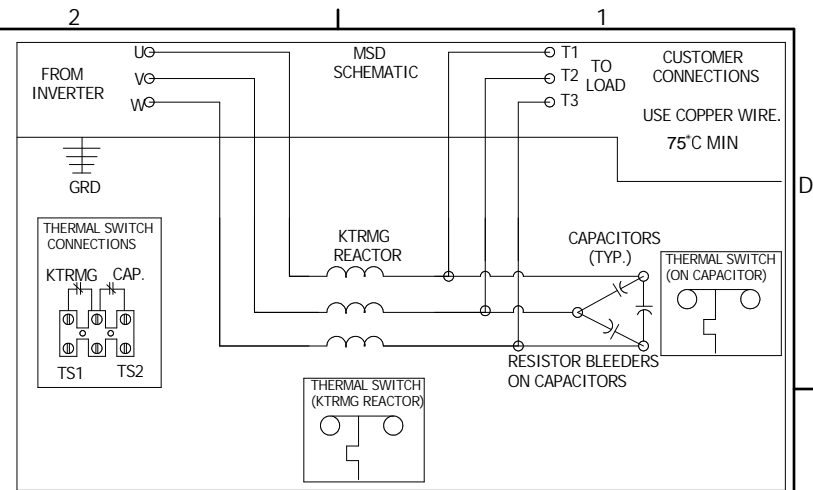 2
1
U
V
W
FROM
INVERTER
MSD
SCHEMATIC
T1
T2
T3
TO
LOAD
CUSTOMER
CONNECTIONS
USE COPPER WIRE.
75°C MIN
D
GRD
THERMAL SWITCH
CONNECTIONS
KTRMG CAP.
TS1 TS2
KTRMG
REACTOR
CAPACITORS
(TYP.)
THERMAL SWITCH
(ON CAPACITOR)
RESISTOR BLEEDERS
ON CAPACITORS
THERMAL SWITCH
(KTRMG REACTOR)